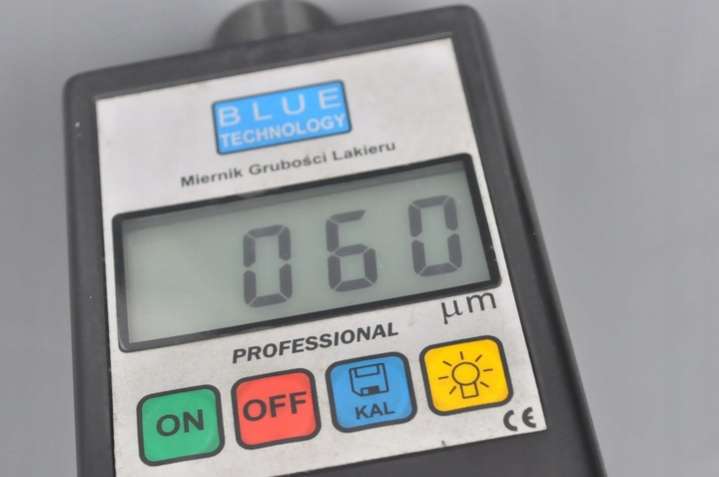 BLUE
TECHNOLOGY
Miernik Grubości Lakieru
060
µm
PROFESSIONAL
ON
OFF
KAL
CE